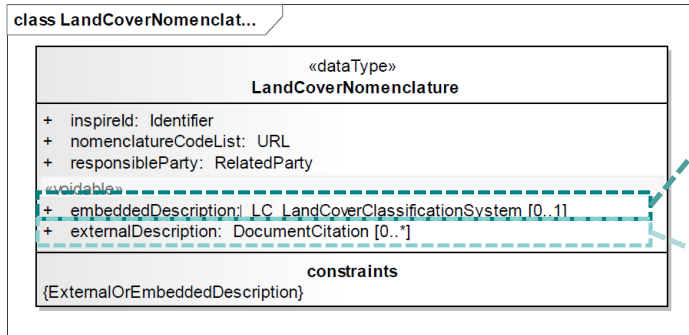 class LandCoverNomenclat...
«dataType»
LandCoverNomenclature
+ inspireId: Identifier
+ nomenclatureCodeList: URL
+ responsibleParty: RelatedParty
«voidable»
+ embeddedDescription: LC_LandCoverClassificationSystem [0..1]
+ externalDescription: DocumentCitation [0..*]
constraints
{ExternalOrEmbeddedDescription}